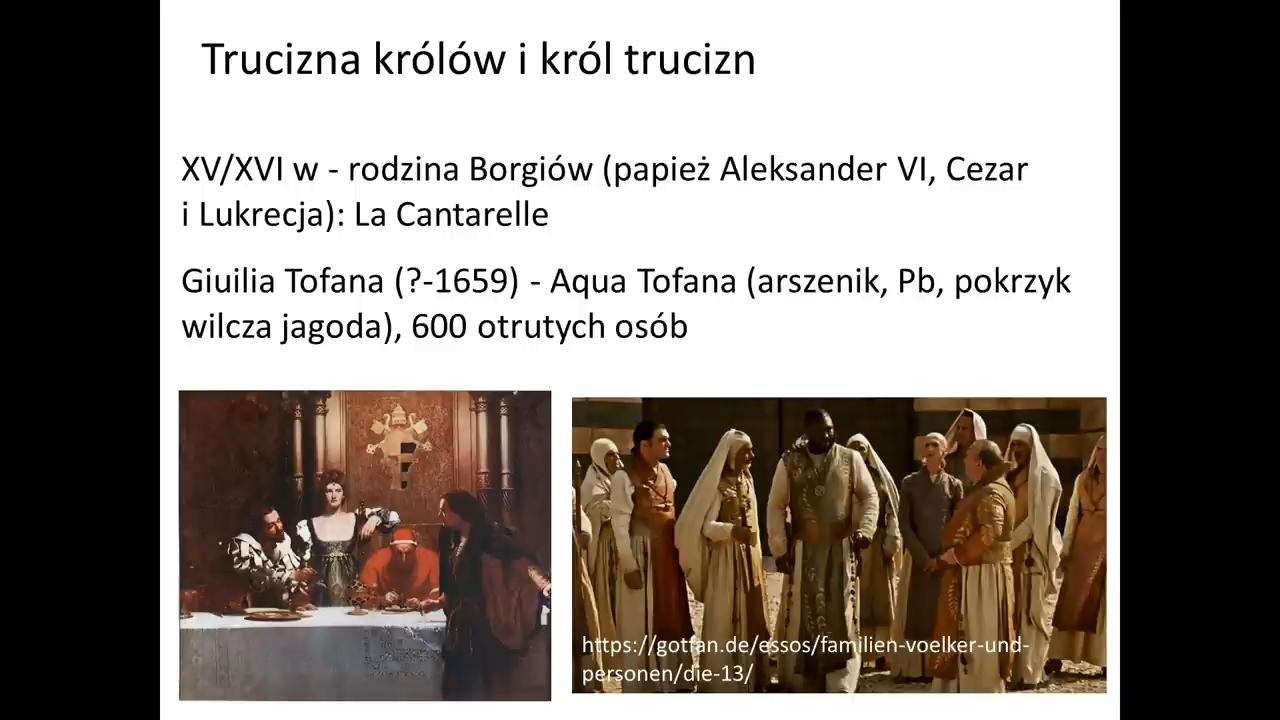 Trucizna królów i król trucizn
XV/XVI w - rodzina Borgiów (papież Aleksander VI, Cezar
i Lukrecja): La Cantarelle
Giuilia Tofana (?-1659) - Aqua Tofana (arszenik, Pb, pokrzyk
wilcza jagoda), 600 otrutych osób
https://gotfan.de/essos/familien-voelker-und-
personen/die-13/